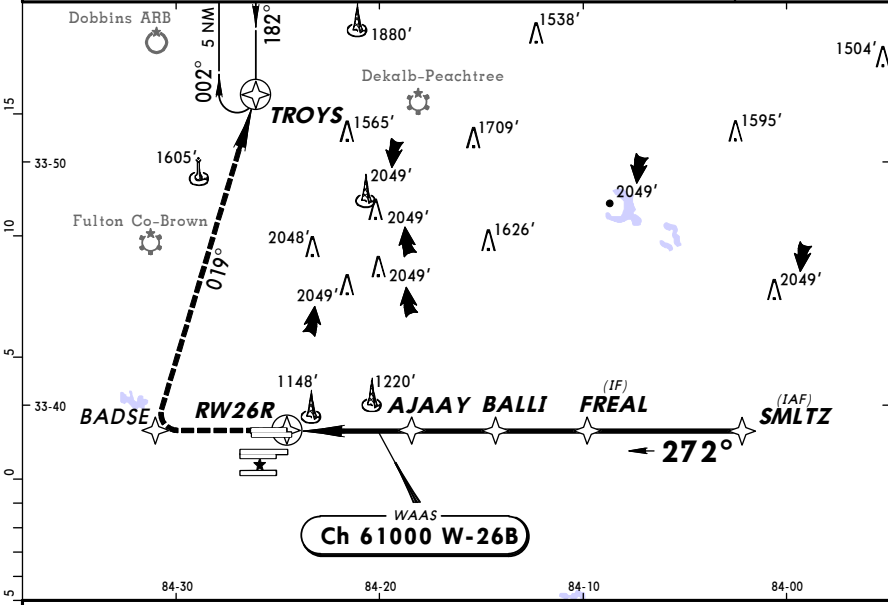 Dobbins ARB
5 NM
002°
182°
1880'
1538'
1504'
Dekalb-Peachtree
15
TROYS
1565'
1709'
1595'
33-50
1605'
2049'
2049'
Fulton Co-Brown
10
2048'
2049'
1626'
019°
2049'
2049'
2049'
5
33-40
1148'
1220'
(IF)
(IAF)
BADSE
RW26R
AJAAY
BALLI
FREAL
SMLTZ
272°
0
WAAS
Ch 61000 W-26B
5
84-30
84-20
84-10
84-00